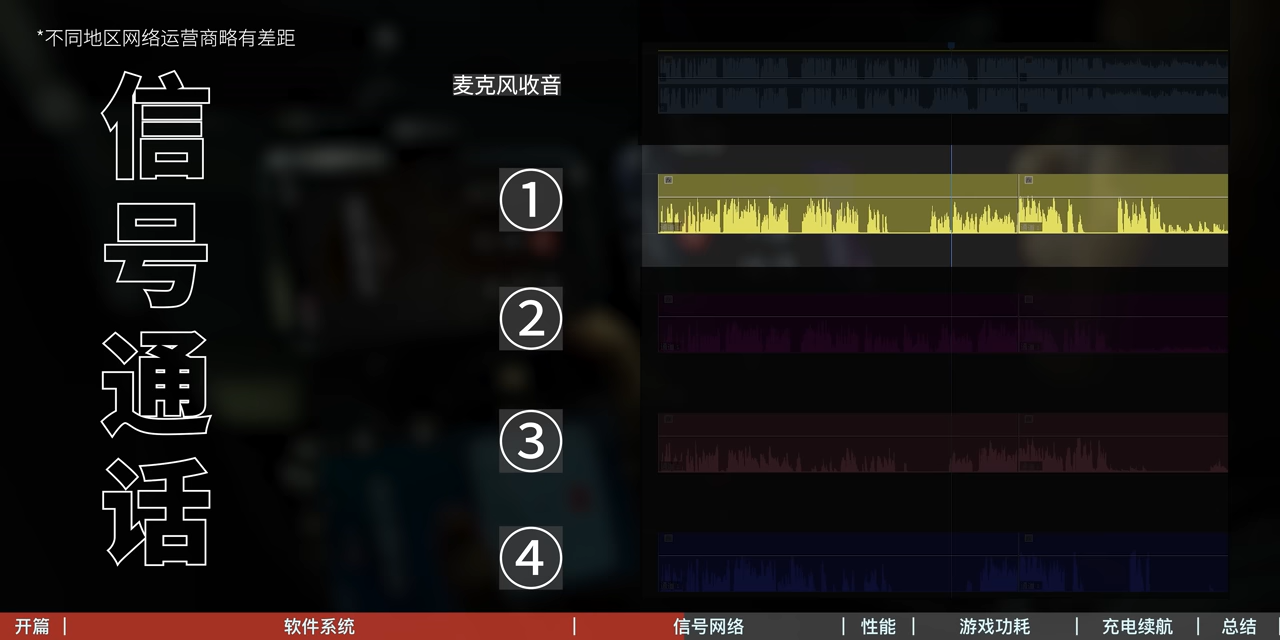 *不同地区网络运营商略有差距
信号通话
麦克风收音
①
②
③
④
开篇 | 软件系统 | 信号网络 | 性能 | 游戏功耗 | 充电续航 | 总结